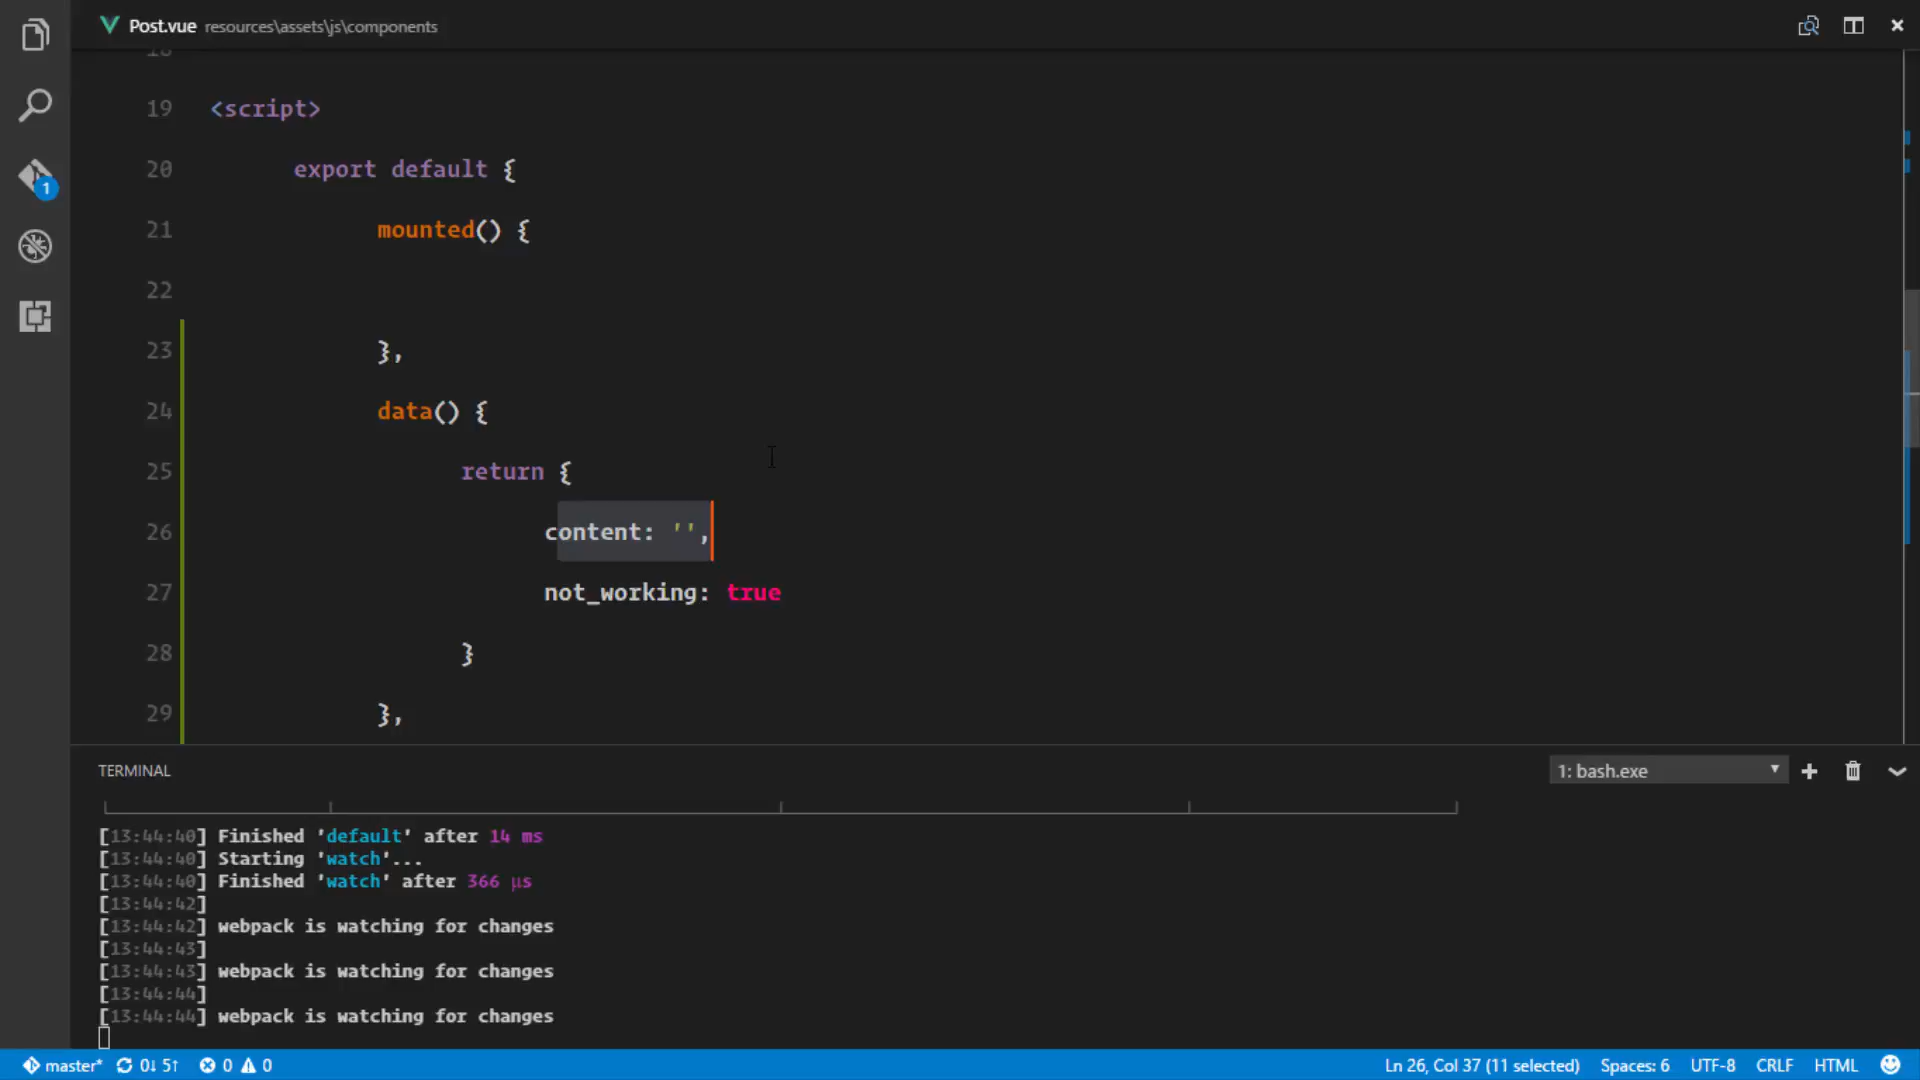 Post.vue resources\assets\js\components
18
19 <script>
20 export default {
21 mounted() {
22
23 },
24 data() {
25 return {
26 content: '',
27 not_working: true
28 }
29 },
TERMINAL
1: bash.exe
[13:44:40] Finished 'default' after 14 ms
[13:44:40] Starting 'watch'...
[13:44:40] Finished 'watch' after 366 μs
[13:44:42]
[13:44:42] webpack is watching for changes
[13:44:43]
[13:44:43] webpack is watching for changes
[13:44:44]
[13:44:44] webpack is watching for changes
1
master* 0↓ 5↑ 0 0 Ln 26, Col 37 (11 selected) Spaces: 6 UTF-8 CRLF HTML